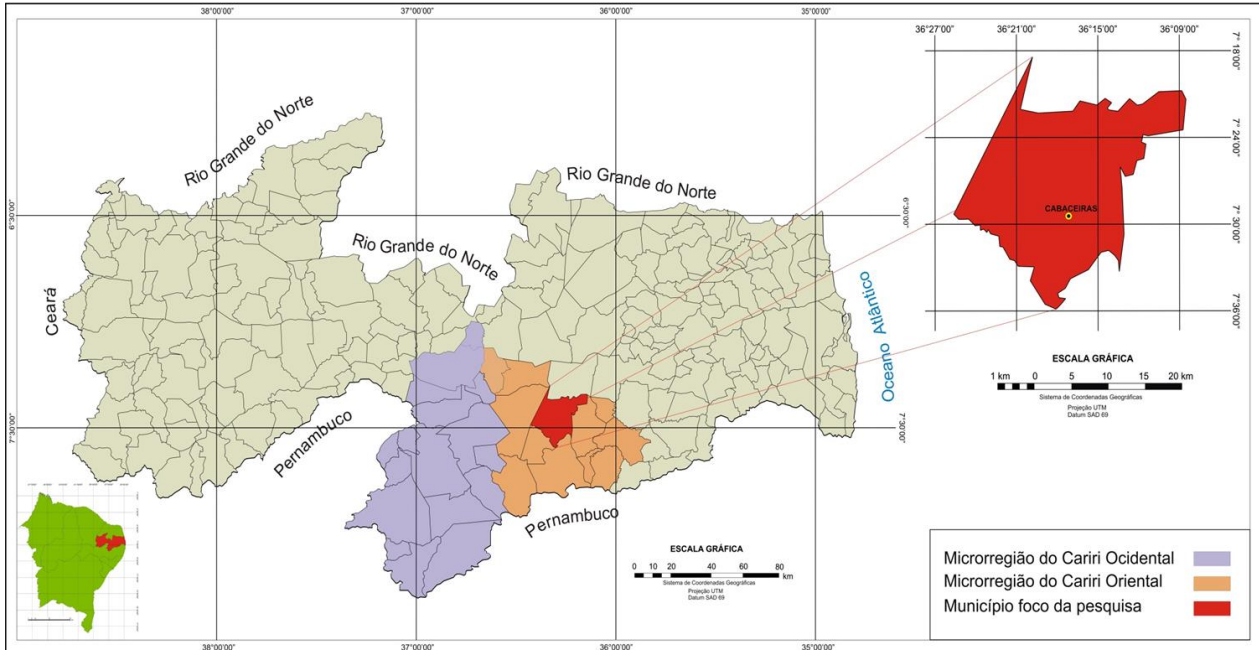 38°00'00"
37°00'00"
36°00'00"
35°00'00"
36°27'00"
36°21'00"
36°15'00"
36°09'00"
7° 18'00"
7° 24'00"
7° 30'00"
7° 36'00"
CABACEIRAS
Rio Grande do Norte
Rio Grande do Norte
Rio Grande do Norte
6°30'00"
6°30'00"
Ceará
Oceano Atlântico
Pernambuco
7°30'00"
7°30'00"
Pernambuco
ESCALA GRÁFICA
1 km 0 5 10 15 20 km
Sistema de Coordenadas Geográficas
Projeção UTM
Datum SAD 69
ESCALA GRÁFICA
0 10 20 40 60 80 km
Sistema de Coordenadas Geográficas
Projeção UTM
Datum SAD 69
Microrregião do Cariri Ocidental
Microrregião do Cariri Oriental
Município foco da pesquisa
38°00'00"
37°00'00"
36°00'00"
35°00'00"